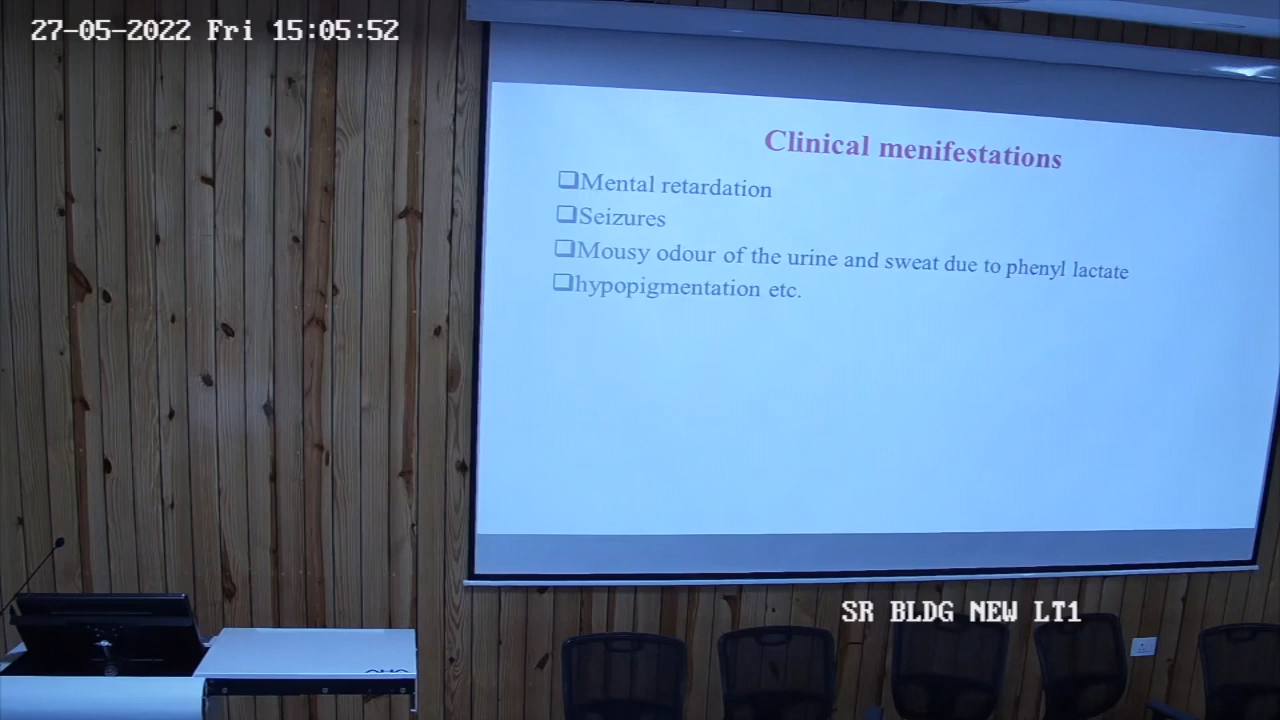 27-05-2022 Fri 15:05:52
Clinical menifestations
❑Mental retardation
❑Seizures
❑Mousy odour of the urine and sweat due to phenyl lactate
❑hypopigmentation etc.
SR BLDG NEW LT1
AHA